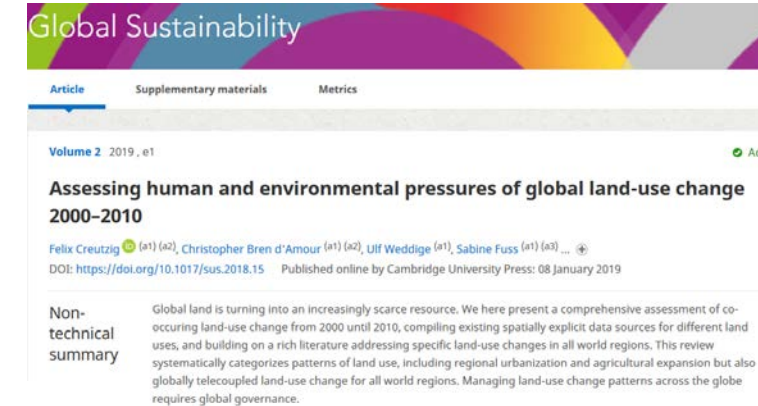 Global Sustainability
Article Supplementary materials Metrics
Volume 2 2019, e1
Assessing human and environmental pressures of global land-use change
2000–2010
Felix Creutzig (a1) (a2), Christopher Bren d'Amour (a1) (a2), Ulf Weddige (a1), Sabine Fuss (a1) (a3) ...
DOI: https://doi.org/10.1017/sus.2018.15 Published online by Cambridge University Press: 08 January 2019
Non-
technical
summary
Global land is turning into an increasingly scarce resource. We here present a comprehensive assessment of co-
occuring land-use change from 2000 until 2010, compiling existing spatially explicit data sources for different land
uses, and building on a rich literature addressing specific land-use changes in all world regions. This review
systematically categorizes patterns of land use, including regional urbanization and agricultural expansion but also
globally telecoupled land-use change for all world regions. Managing land-use change patterns across the globe
requires global governance.